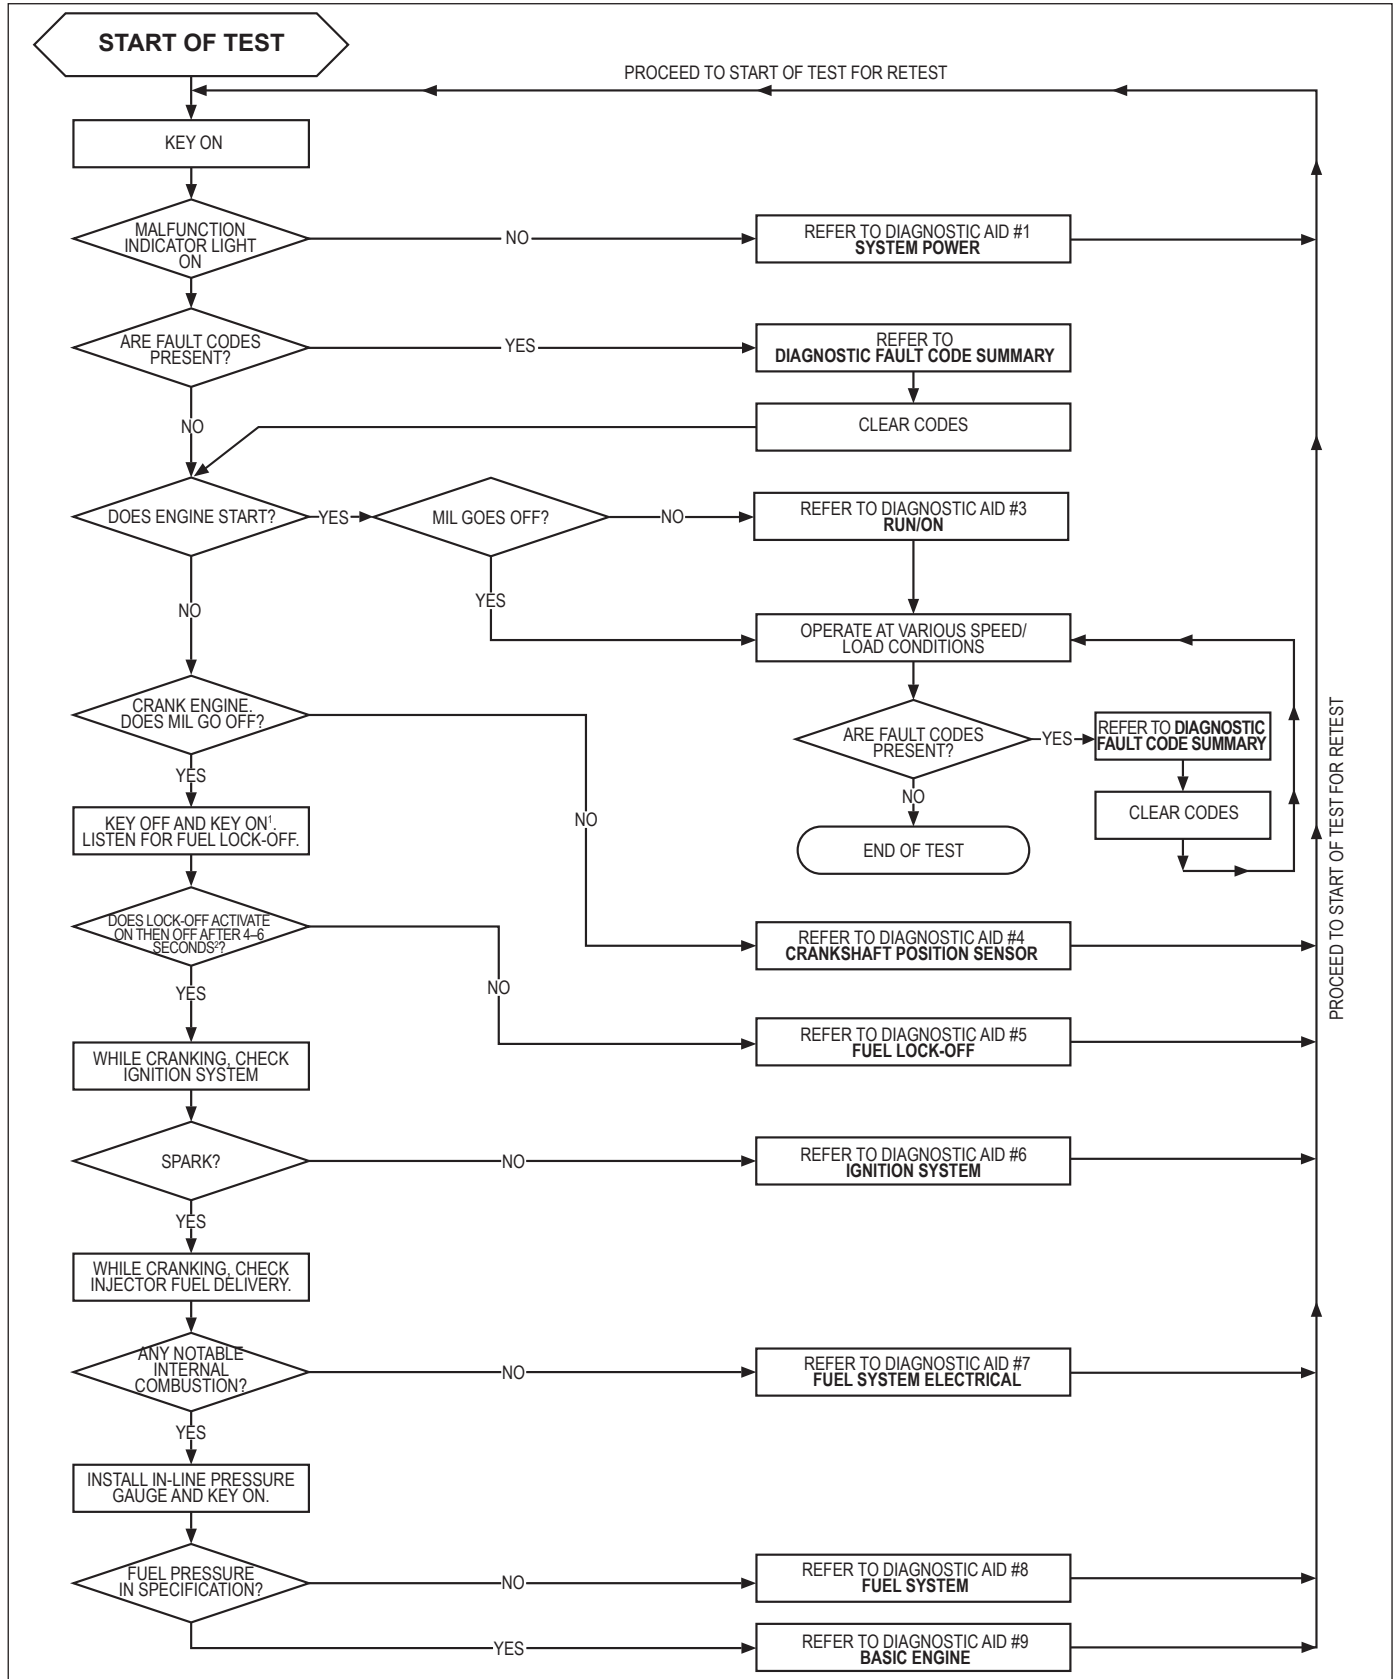 START OF TEST
PROCEED TO START OF TEST FOR RETEST
KEY ON
MALFUNCTION
INDICATOR LIGHT
ON
NO
REFER TO DIAGNOSTIC AID #1
SYSTEM POWER
ARE FAULT CODES
PRESENT?
YES
REFER TO
DIAGNOSTIC FAULT CODE SUMMARY
NO
CLEAR CODES
DOES ENGINE START?
YES
MIL GOES OFF?
NO
REFER TO DIAGNOSTIC AID #3
RUN/ON
NO
YES
OPERATE AT VARIOUS SPEED/
LOAD CONDITIONS
CRANK ENGINE.
DOES MIL GO OFF?
ARE FAULT CODES
PRESENT?
YES
REFER TO DIAGNOSTIC
FAULT CODE SUMMARY
YES
NO
NO
CLEAR CODES
KEY OFF AND KEY ON¹.
LISTEN FOR FUEL LOCK-OFF.
END OF TEST
PROCEED TO START OF TEST FOR RETEST
DOES LOCK-OFF ACTIVATE
ON THEN OFF AFTER 4–6
SECONDS²?
REFER TO DIAGNOSTIC AID #4
CRANKSHAFT POSITION SENSOR
YES
NO
WHILE CRANKING, CHECK
IGNITION SYSTEM
REFER TO DIAGNOSTIC AID #5
FUEL LOCK-OFF
SPARK?
NO
REFER TO DIAGNOSTIC AID #6
IGNITION SYSTEM
YES
WHILE CRANKING, CHECK
INJECTOR FUEL DELIVERY.
ANY NOTABLE
INTERNAL
COMBUSTION?
NO
REFER TO DIAGNOSTIC AID #7
FUEL SYSTEM ELECTRICAL
YES
INSTALL IN-LINE PRESSURE
GAUGE AND KEY ON.
FUEL PRESSURE
IN SPECIFICATION?
NO
REFER TO DIAGNOSTIC AID #8
FUEL SYSTEM
YES
REFER TO DIAGNOSTIC AID #9
BASIC ENGINE